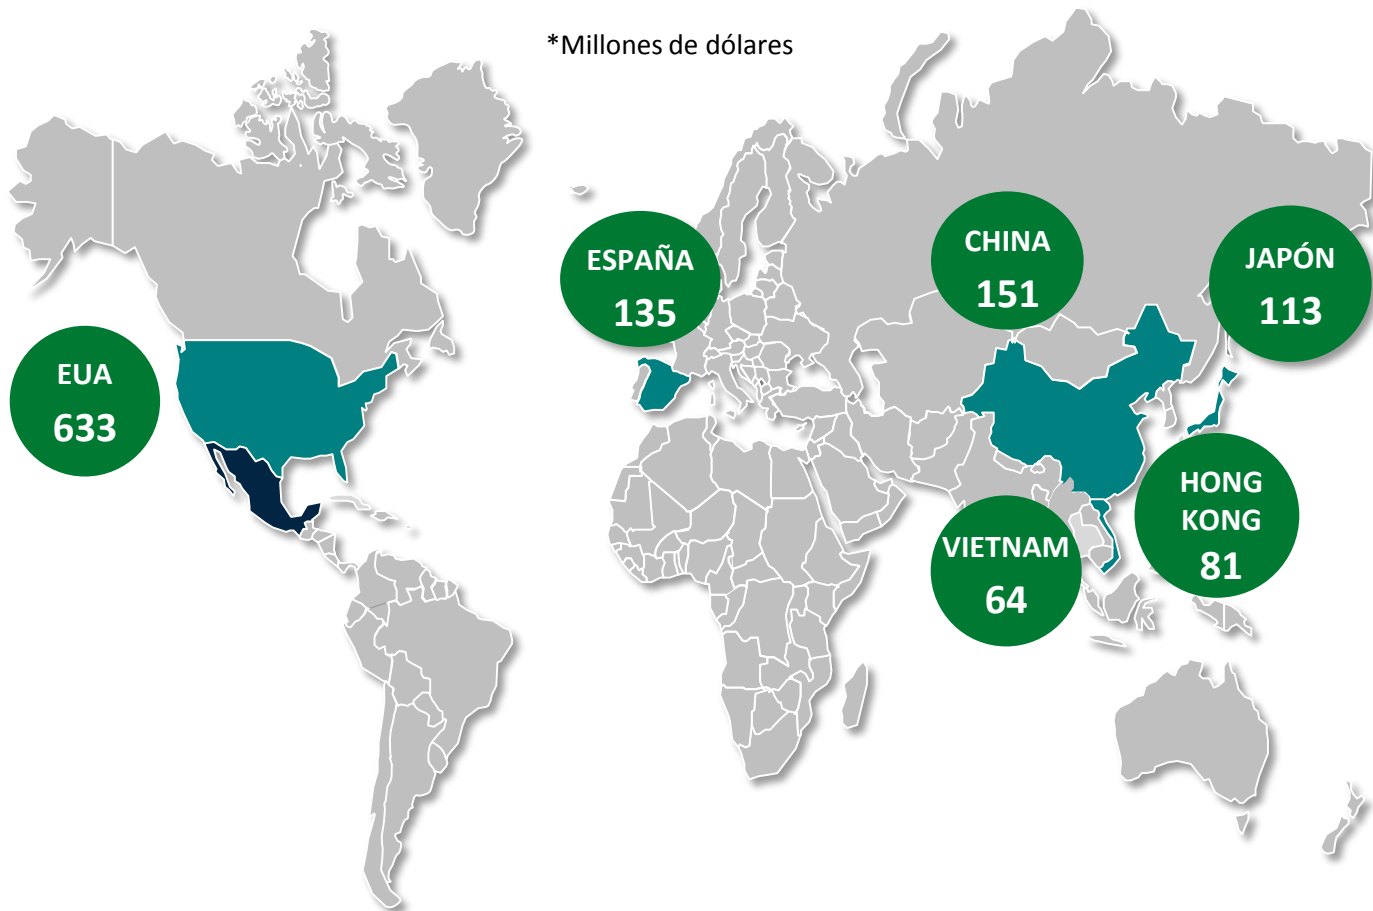 *Millones de dólares
ESPAÑA
135
CHINA
151
JAPÓN
113
EUA
633
HONG
KONG
81
VIETNAM
64